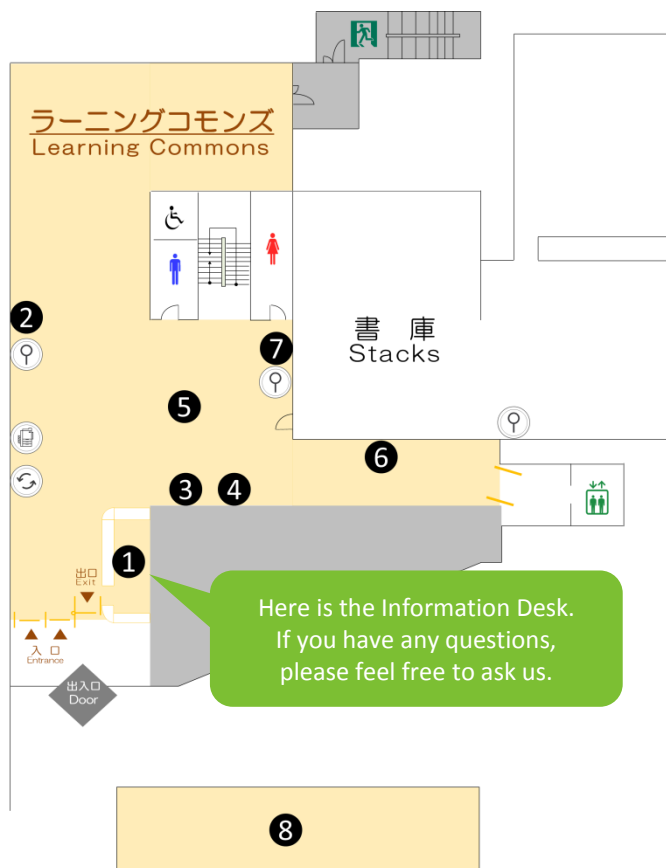 ラーニングコモンズ
Learning Commons
2
7
書 庫
Stacks
5
6
3
4
1
出口
Exit
入 口
Entrance
出入口
Door
Here is the Information Desk.
If you have any questions,
please feel free to ask us.
8